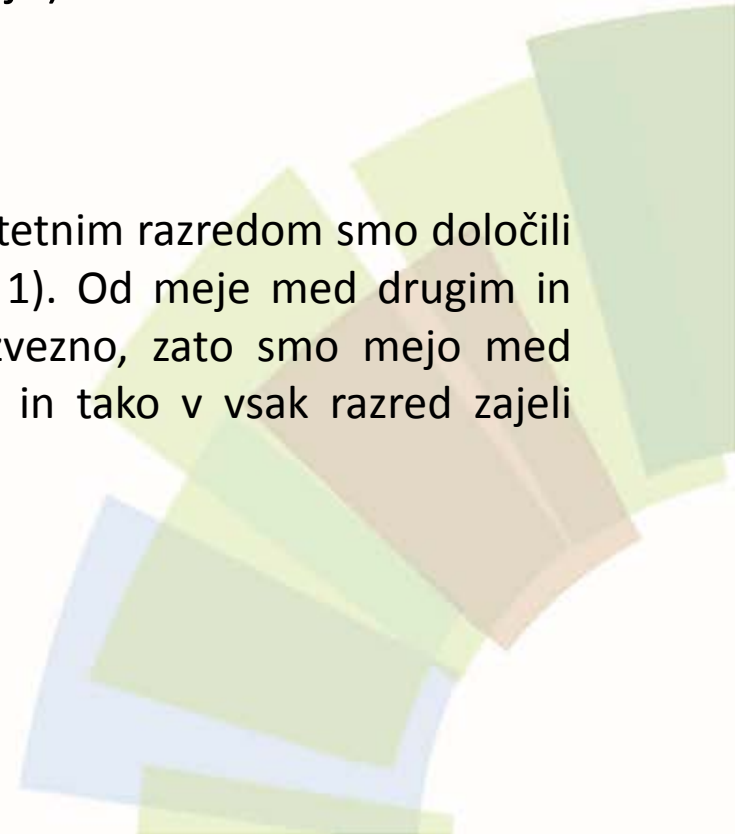 tetnim razredom smo določili
1). Od meje med drugim in
zvezno, zato smo mejo med
in tako v vsak razred zajeli